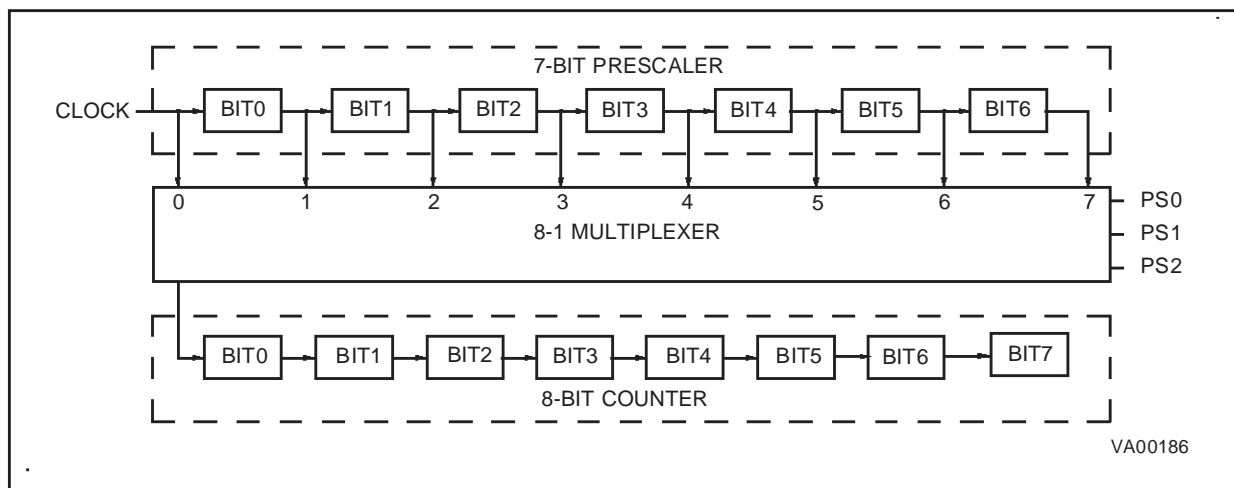 7-BIT PRESCALER
CLOCK BIT0 BIT1 BIT2 BIT3 BIT4 BIT5 BIT6
0 1 2 3 4 5 6 7 PS0
8-1 MULTIPLEXER PS1
PS2
BIT0 BIT1 BIT2 BIT3 BIT4 BIT5 BIT6 BIT7
8-BIT COUNTER
VA00186